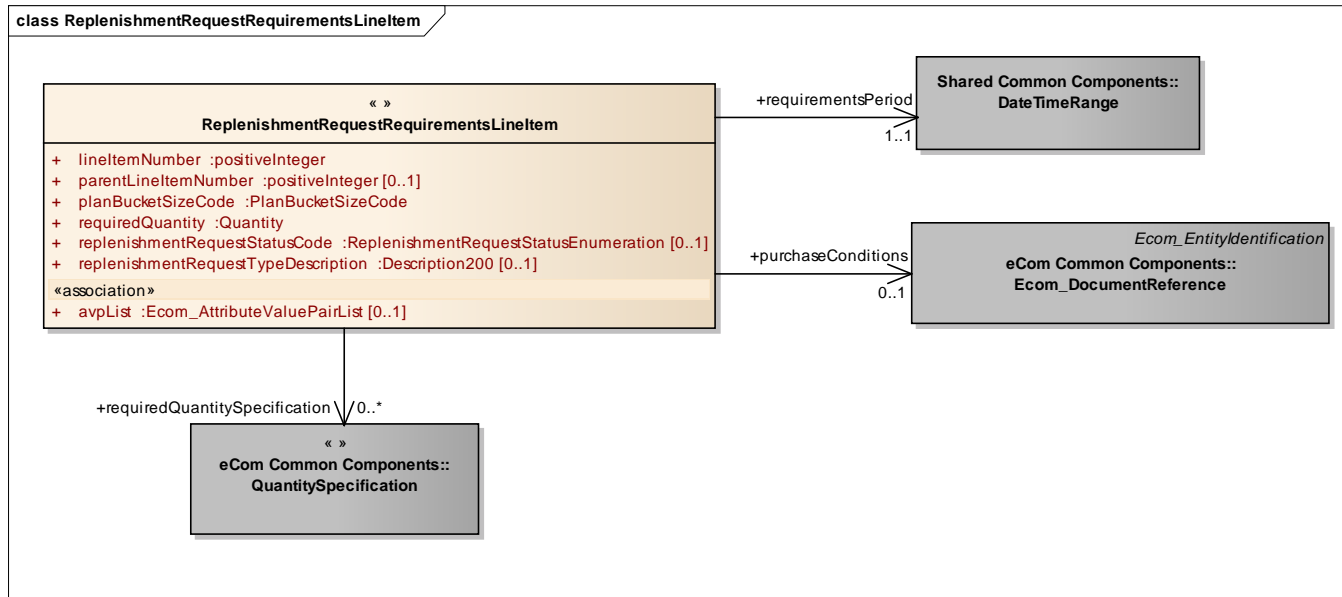 class ReplenishmentRequestRequirementsLineItem
« »
ReplenishmentRequestRequirementsLineItem
+ lineItemNumber :positiveInteger
+ parentLineItemNumber :positiveInteger [0..1]
+ planBucketSizeCode :PlanBucketSizeCode
+ requiredQuantity :Quantity
+ replenishmentRequestStatusCode :ReplenishmentRequestStatusEnumeration [0..1]
+ replenishmentRequestTypeDescription :Description200 [0..1]
«association»
+ avpList :Ecom_AttributeValuePairList [0..1]
+requirementsPeriod
1..1
Shared Common Components::
DateTimeRange
+purchaseConditions
0..1
Ecom_EntityIdentification
eCom Common Components::
Ecom_DocumentReference
+requiredQuantitySpecification
0..*
« »
eCom Common Components::
QuantitySpecification